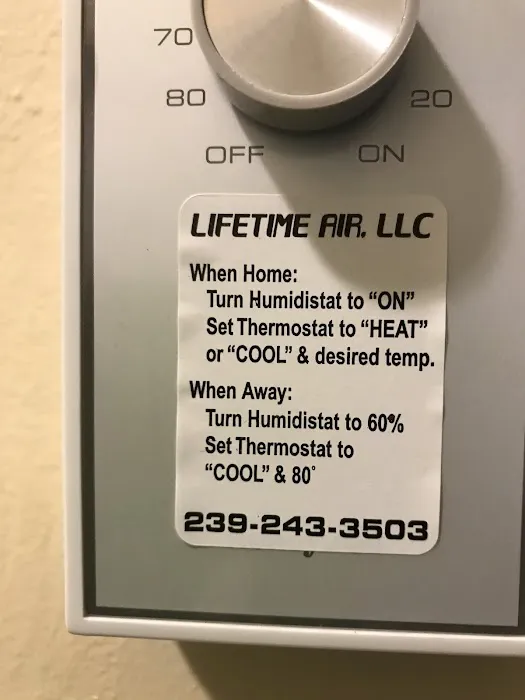 70
80 20
OFF ON
LIFETIME AIR, LLC
When Home:
Turn Humidistat to “ON”
Set Thermostat to “HEAT”
or “COOL” & desired temp.
When Away:
Turn Humidistat to 60%
Set Thermostat to
“COOL” & 80°
239-243-3503